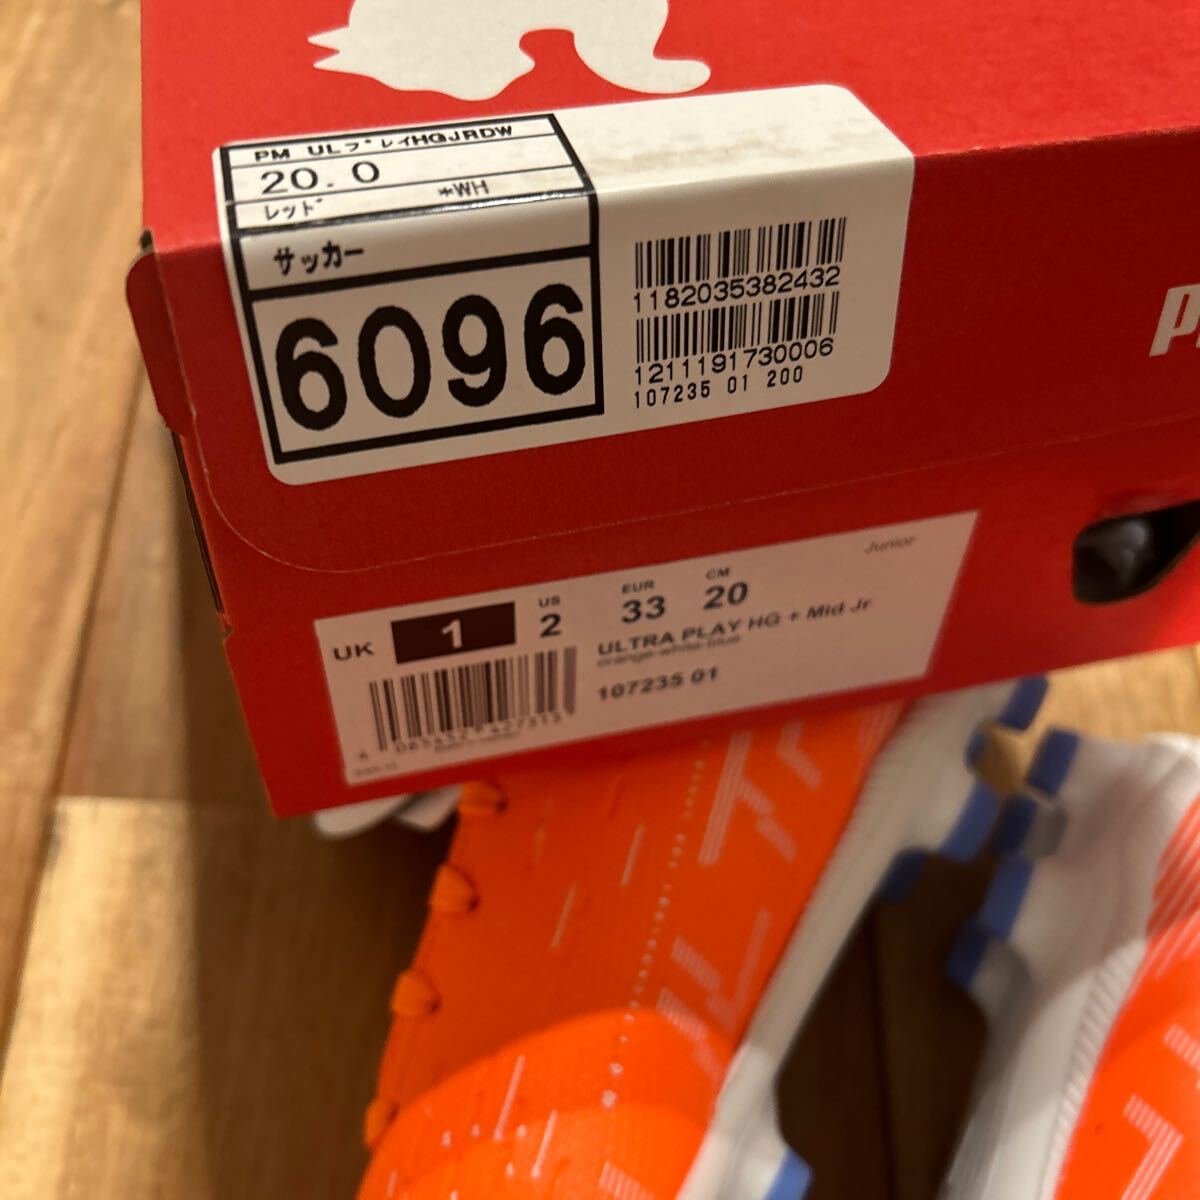 PM ULプレイHGJRDW
20.0
レッド *WH
サッカー
6096
1182035382432
1211191730006
107235 01 200
Junior
UK 1
US 2
EUR 33
CM 20
ULTRA PLAY HG + Mid Jr
orange-white-blue
107235 01